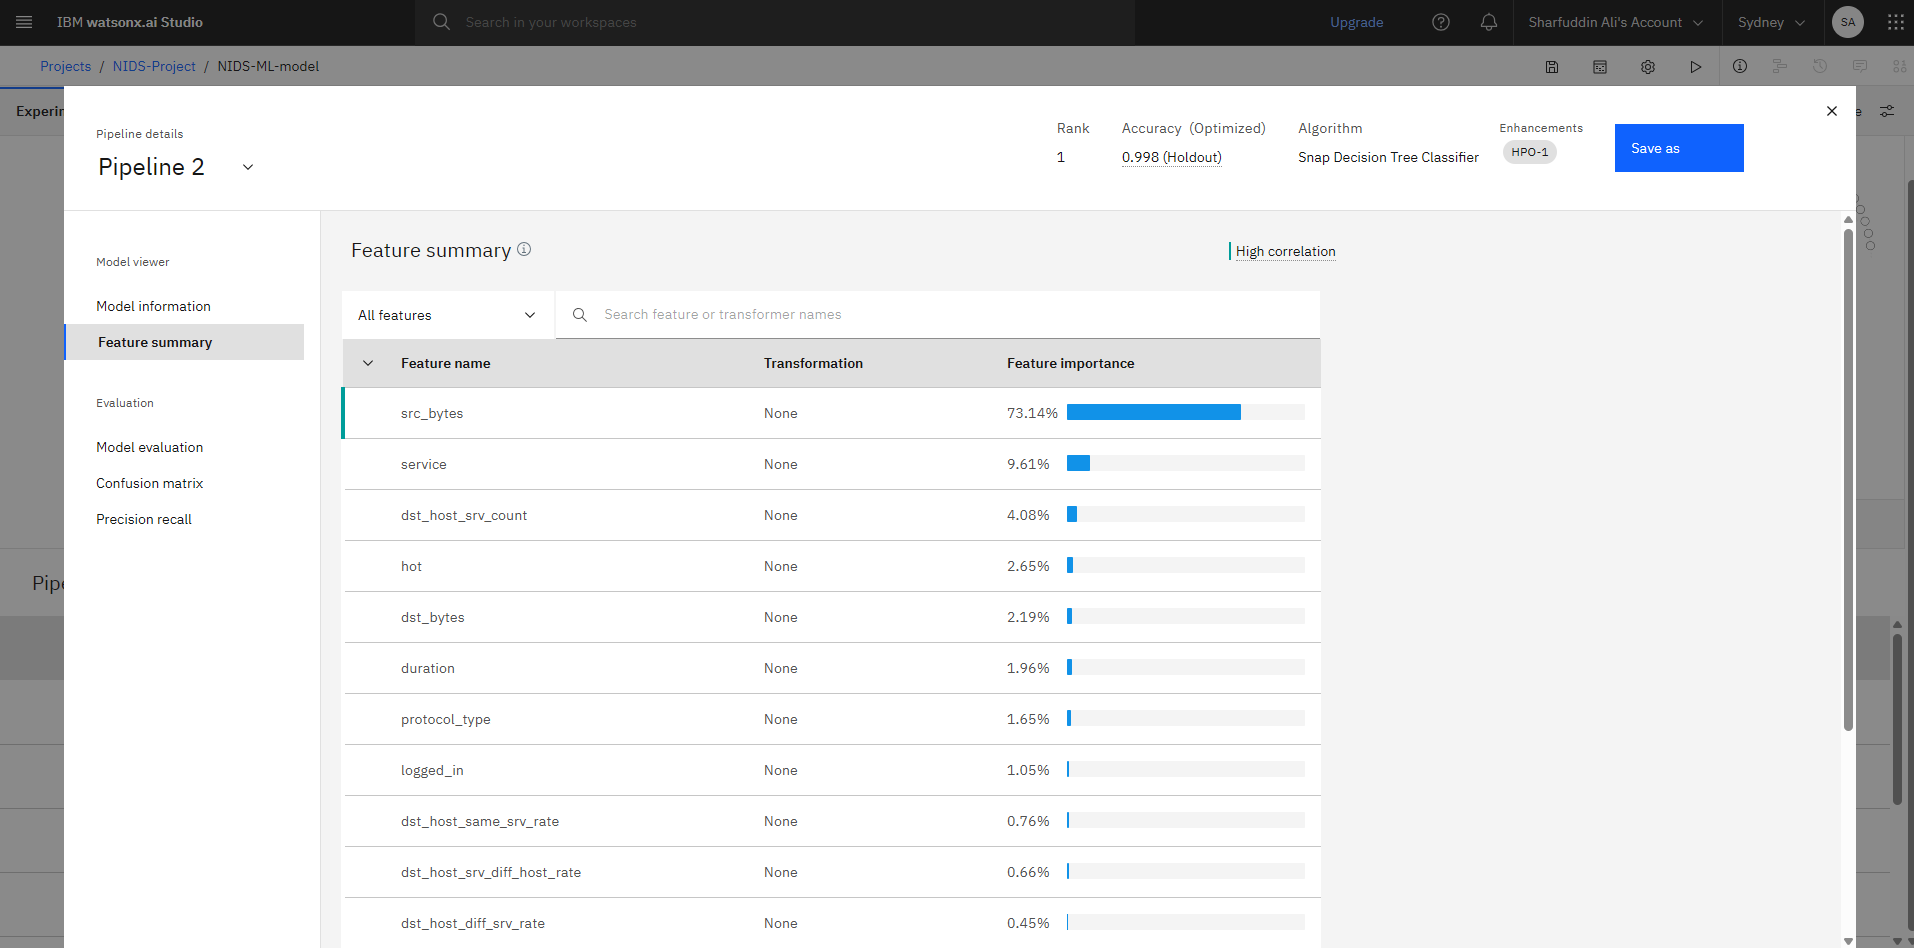 IBM watsonx.ai Studio
Search in your workspaces
Upgrade
Sharfuddin Ali's Account
Sydney
SA
Projects / NIDS-Project / NIDS-ML-model
Experim
Pipeline details
Pipeline 2
Rank
1
Accuracy (Optimized)
0.998 (Holdout)
Algorithm
Snap Decision Tree Classifier
Enhancements
HPO-1
Save as
e
Model viewer
Model information
Feature summary
Evaluation
Model evaluation
Confusion matrix
Precision recall
Pipe
Feature summary
High correlation
All features
Search feature or transformer names
Feature name Transformation Feature importance
src_bytes None 73.14%
service None 9.61%
dst_host_srv_count None 4.08%
hot None 2.65%
dst_bytes None 2.19%
duration None 1.96%
protocol_type None 1.65%
logged_in None 1.05%
dst_host_same_srv_rate None 0.76%
dst_host_srv_diff_host_rate None 0.66%
dst_host_diff_srv_rate None 0.45%